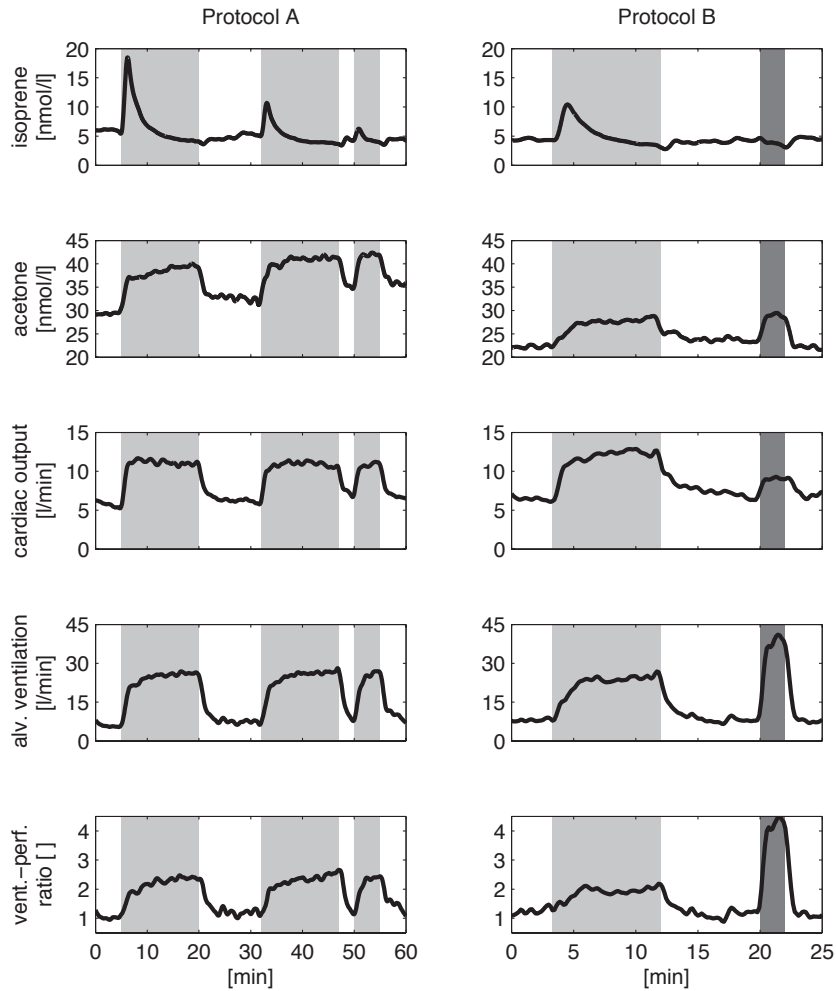 Protocol A
Protocol B
isoprene
[nmol/l]
20
15
10
5
0
20
15
10
5
0
acetone
[nmol/l]
45
40
35
30
25
20
45
40
35
30
25
20
cardiac output
[l/min]
15
10
5
0
15
10
5
0
alv. ventilation
[l/min]
45
30
15
0
45
30
15
0
vent.−perf.
ratio [ ]
4
3
2
1
4
3
2
1
0 10 20 30 40 50 60
0 5 10 15 20 25
[min]
[min]